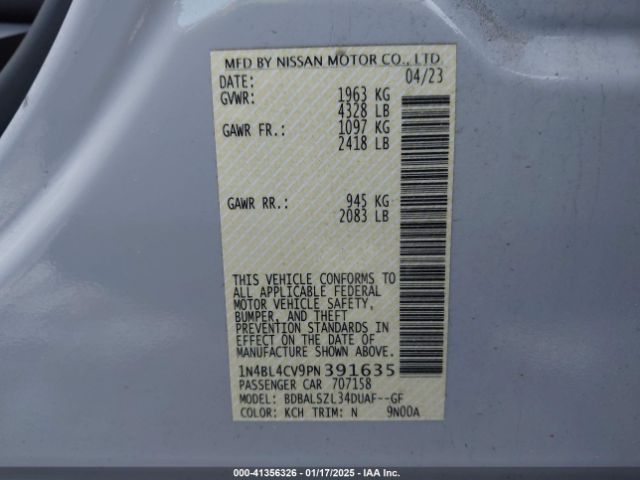 MFD BY NISSAN MOTOR CO., LTD
DATE: 04/23
GVWR: 1963 KG
4328 LB
GAWR FR.: 1097 KG
2418 LB
GAWR RR.: 945 KG
2083 LB
THIS VEHICLE CONFORMS TO
ALL APPLICABLE FEDERAL
MOTOR VEHICLE SAFETY,
BUMPER, AND THEFT
PREVENTION STANDARDS IN
EFFECT ON THE DATE OF
MANUFACTURE SHOWN ABOVE.
1N4BL4CV9PN391635
PASSENGER CAR 707158
MODEL: BDBALSZL34DUAF--GF
COLOR: KCH TRIM: N 9N00A
000-41356326 | 01/17/2025 | IAA Inc.